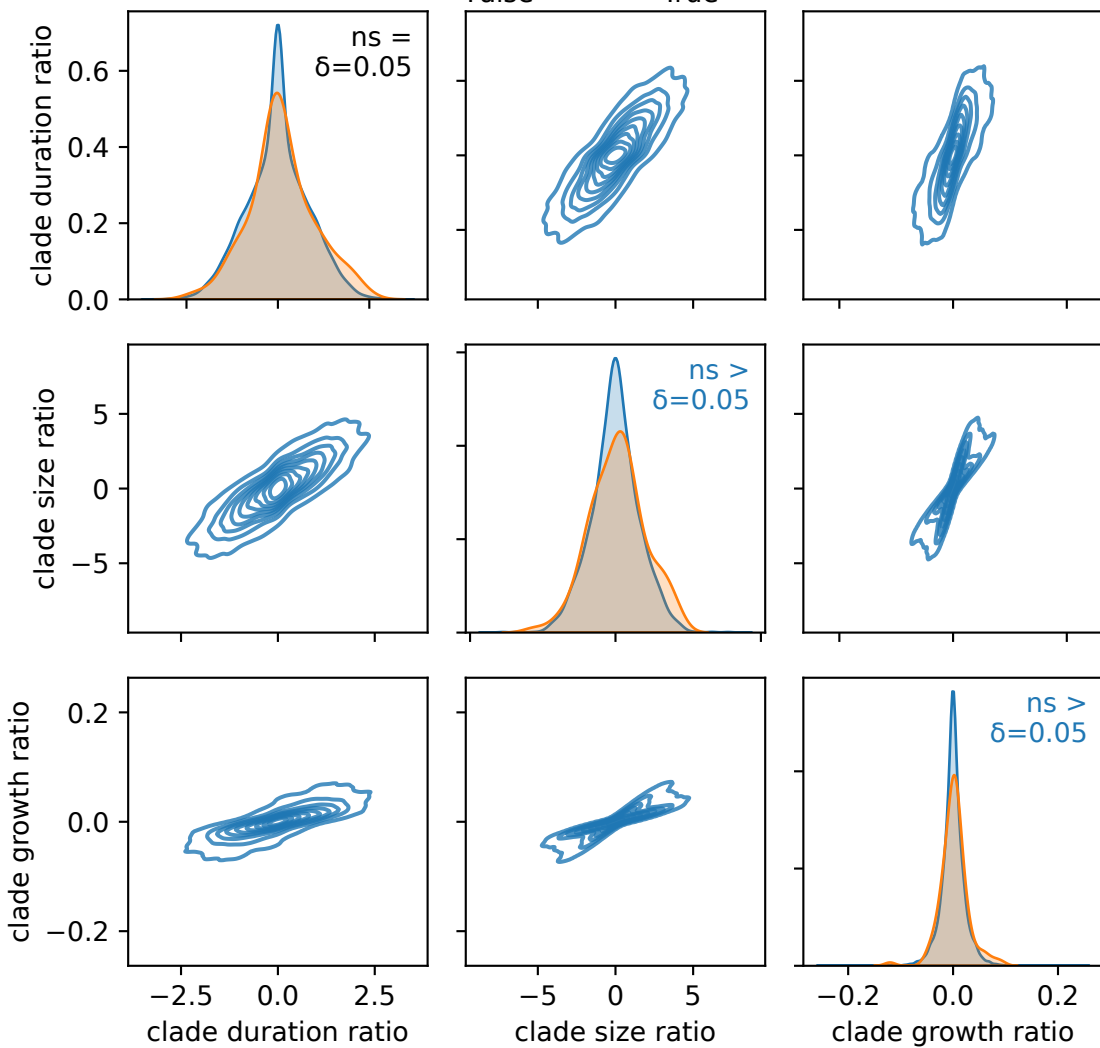 clade duration ratio
0.6
0.4
0.2
0.0
ns =
δ=0.05
clade size ratio
5
0
−5
ns >
δ=0.05
clade growth ratio
0.2
0.0
−0.2
ns >
δ=0.05
−2.5 0.0 2.5
−5 0 5
−0.2 0.0 0.2
clade duration ratio
clade size ratio
clade growth ratio